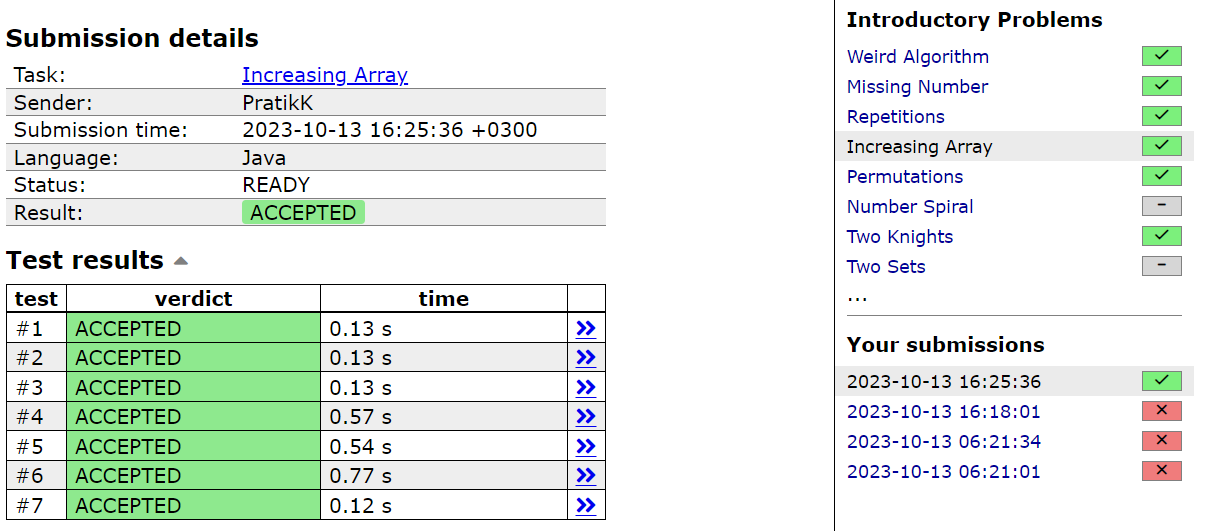 Submission details
Task: Increasing Array
Sender: PratikK
Submission time: 2023-10-13 16:25:36 +0300
Language: Java
Status: READY
Result: ACCEPTED
Test results
test verdict time
#1 ACCEPTED 0.13 s
#2 ACCEPTED 0.13 s
#3 ACCEPTED 0.13 s
#4 ACCEPTED 0.57 s
#5 ACCEPTED 0.54 s
#6 ACCEPTED 0.77 s
#7 ACCEPTED 0.12 s
Introductory Problems
Weird Algorithm
Missing Number
Repetitions
Increasing Array
Permutations
Number Spiral –
Two Knights
Two Sets –
...
Your submissions
2023-10-13 16:25:36
2023-10-13 16:18:01
2023-10-13 06:21:34
2023-10-13 06:21:01